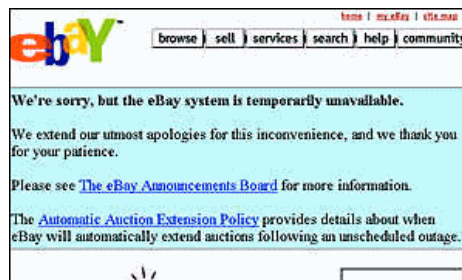 home | my eBay | site map
ebaY
browse | sell | services | search | help | community
We're sorry, but the eBay system is temporarily unavailable.
We extend our utmost apologies for this inconvenience, and we thank you
for your patience.
Please see The eBay Announcements Board for more information.
The Automatic Auction Extension Policy provides details about when
eBay will automatically extend auctions following an unscheduled outage.